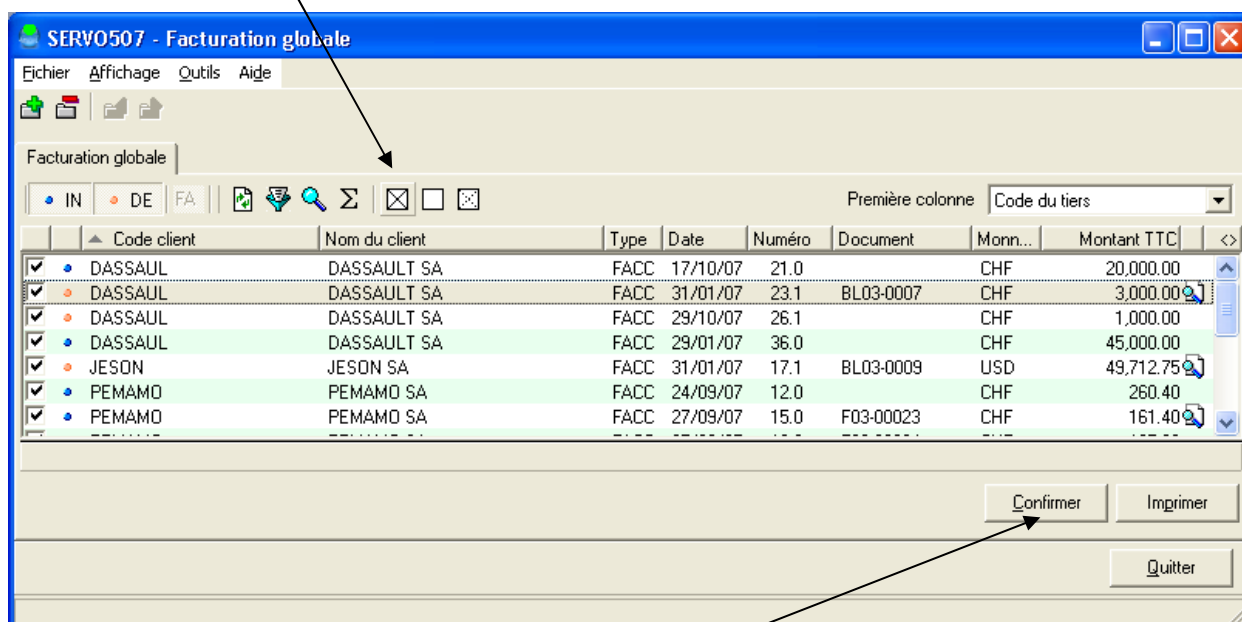 SERVO507 - Facturation globale
Fichier Affichage Outils Aide
Facturation globale
IN DE FA Σ Première colonne Code du tiers
Code client Nom du client Type Date Numéro Document Monn... Montant TTC <>
DASSAUL DASSAULT SA FACC 17/10/07 21.0 CHF 20,000.00
DASSAUL DASSAULT SA FACC 31/01/07 23.1 BL03-0007 CHF 3,000.00
DASSAUL DASSAULT SA FACC 29/10/07 26.1 CHF 1,000.00
DASSAUL DASSAULT SA FACC 29/01/07 36.0 CHF 45,000.00
JESON JESON SA FACC 31/01/07 17.1 BL03-0009 USD 49,712.75
PEMAMO PEMAMO SA FACC 24/09/07 12.0 CHF 260.40
PEMAMO PEMAMO SA FACC 27/09/07 15.0 F03-00023 CHF 161.40
Confirmer Imprimer
Quitter